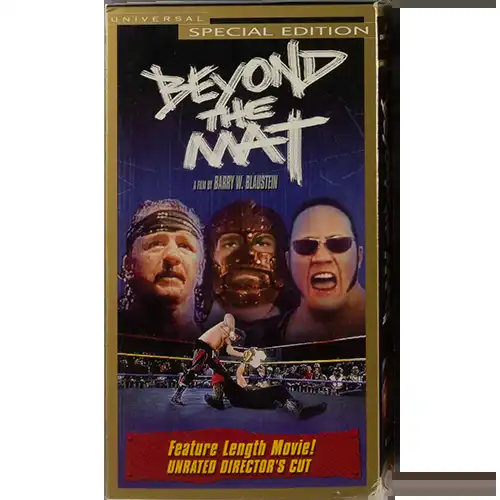 UNIVERSAL
SPECIAL EDITION
BEYOND
THE
MAT
A FILM BY BARRY W. BLAUSTEIN
Feature Length Movie!
UNRATED DIRECTOR'S CUT